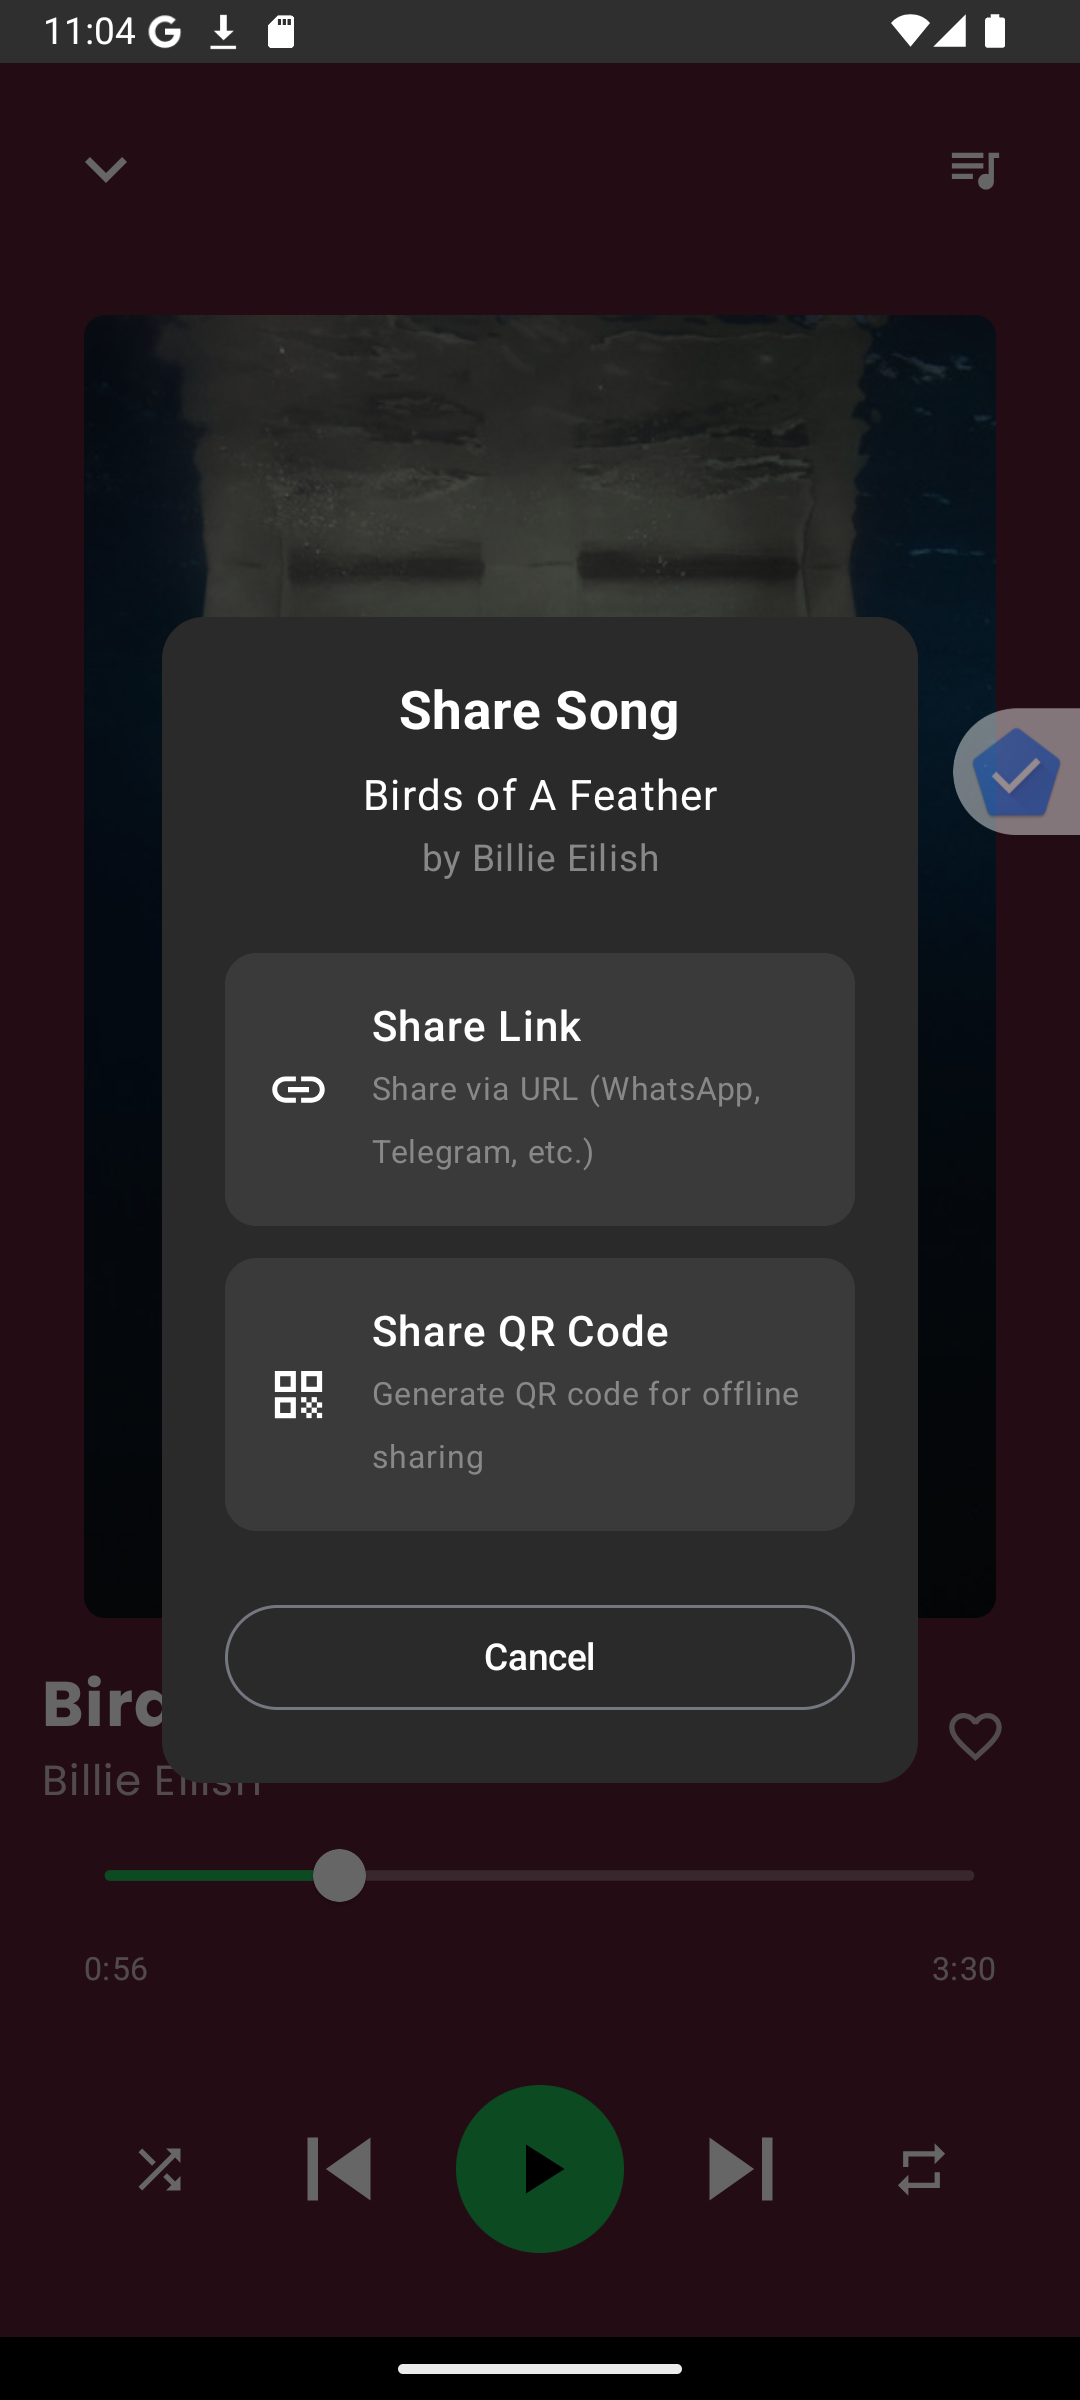 11:04
Share Song
Birds of A Feather
by Billie Eilish
Share Link
Share via URL (WhatsApp,
Telegram, etc.)
Share QR Code
Generate QR code for offline
sharing
Cancel
Billie Eilish
0:56
3:30